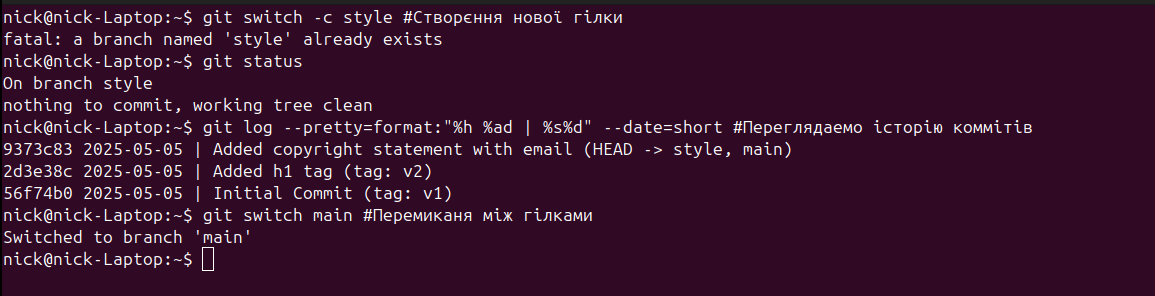 nick@nick-Laptop:~$ git switch -c style #Створєння нової гілки
fatal: a branch named 'style' already exists
nick@nick-Laptop:~$ git status
On branch style
nothing to commit, working tree clean
nick@nick-Laptop:~$ git log --pretty=format:"%h %ad | %s%d" --date=short #Переглядаемо історію коммітів
9373c83 2025-05-05 | Added copyright statement with email (HEAD -> style, main)
2d3e38c 2025-05-05 | Added h1 tag (tag: v2)
56f74b0 2025-05-05 | Initial Commit (tag: v1)
nick@nick-Laptop:~$ git switch main #Перемиканя між гілками
Switched to branch 'main'
nick@nick-Laptop:~$